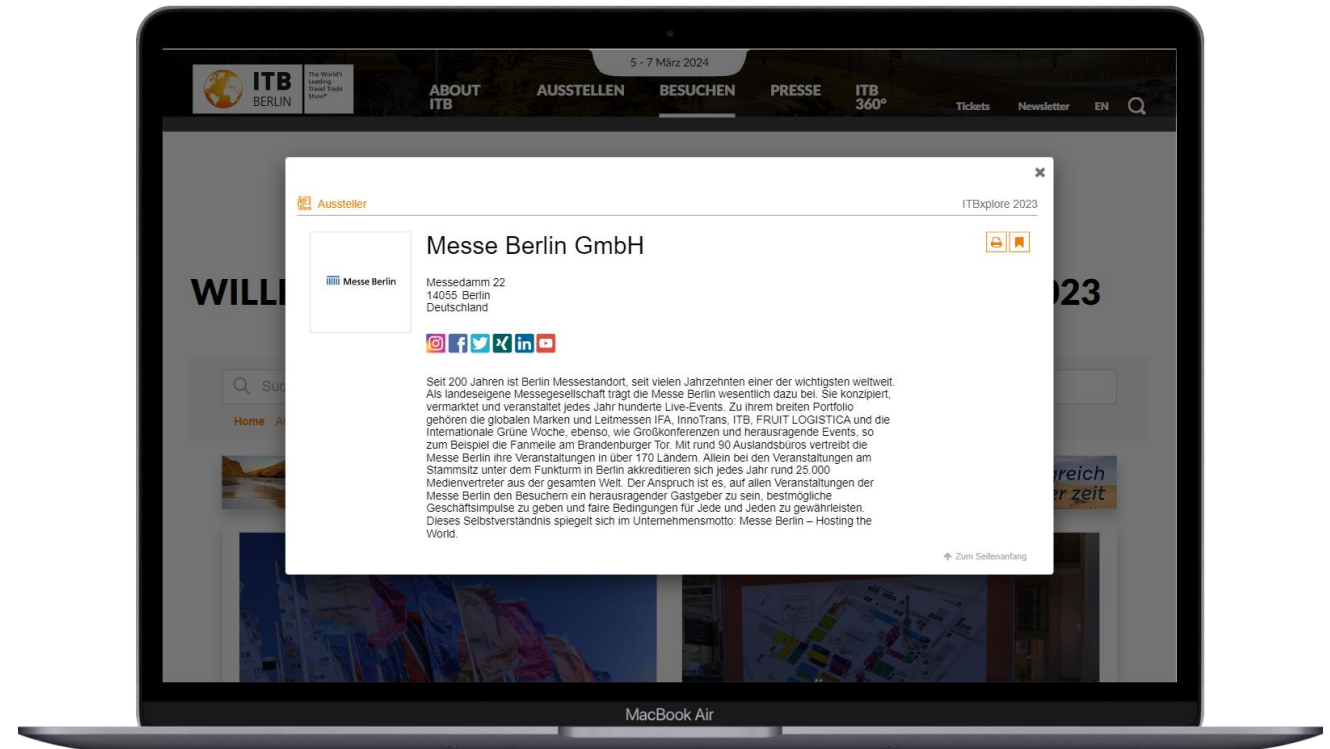 5 - 7 März 2024
ITB
BERLIN
The World's
Leading
Travel Trade
Show®
ABOUT
ITB
AUSSTELLEN
BESUCHEN
PRESSE
ITB
360°
Tickets
Newsletter
EN
Aussteller
ITBxplore 2023
Messe Berlin
Messe Berlin GmbH
Messedamm 22
14055 Berlin
Deutschland
WILL
23
Seit 200 Jahren ist Berlin Messestandort, seit vielen Jahrzehnten einer der wichtigsten weltweit.
Als landeseigene Messegesellschaft trägt die Messe Berlin wesentlich dazu bei. Sie konzipiert,
vermarktet und veranstaltet jedes Jahr hunderte Live-Events. Zu ihrem breiten Portfolio
gehören die globalen Marken und Leitmessen IFA, InnoTrans, ITB, FRUIT LOGISTICA und die
Internationale Grüne Woche, ebenso, wie Großkonferenzen und herausragende Events, so
zum Beispiel die Fanmeile am Brandenburger Tor. Mit rund 90 Auslandsbüros vertreibt die
Messe Berlin ihre Veranstaltungen in über 170 Ländern. Allein bei den Veranstaltungen am
Stammsitz unter dem Funkturm in Berlin akkreditieren sich jedes Jahr rund 25.000
Medienvertreter aus der gesamten Welt. Der Anspruch ist es, auf allen Veranstaltungen der
Messe Berlin den Besuchern ein herausragender Gastgeber zu sein, bestmögliche
Geschäftsimpulse zu geben und faire Bedingungen für Jede und Jeden zu gewährleisten.
Dieses Selbstverständnis spiegelt sich im Unternehmensmotto: Messe Berlin – Hosting the
World.
Suc
Home
reich
zeit
Zum Seitenanfang
MacBook Air